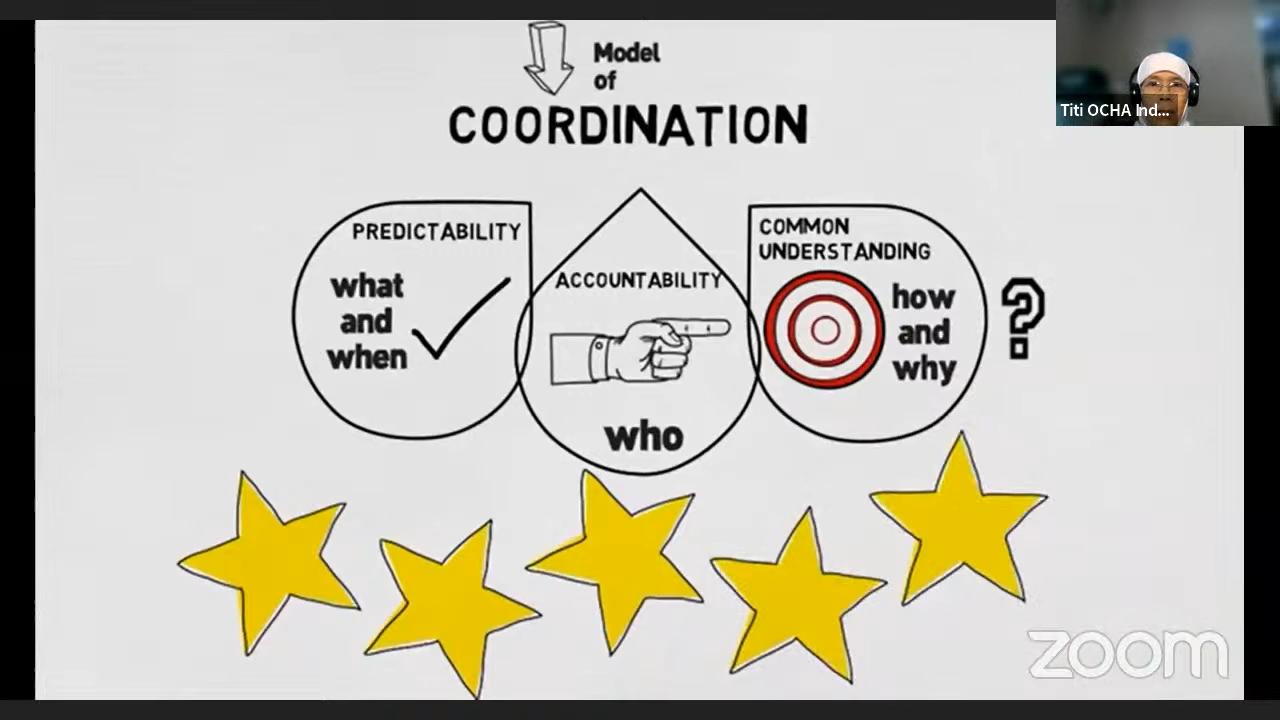 Model
of
COORDINATION
PREDICTABILITY
what
and
when
ACCOUNTABILITY
who
COMMON
UNDERSTANDING
how
and
why
?
Titi OCHA Ind...
zoom